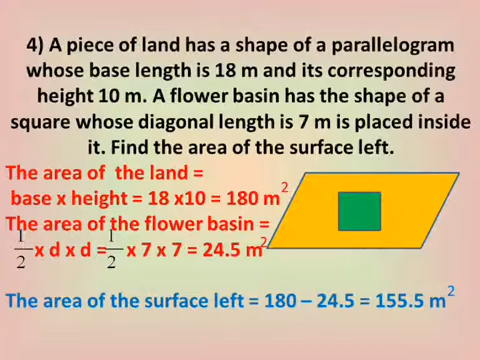 4) A piece of land has a shape of a parallelogram
whose base length is 18 m and its corresponding
height 10 m. A flower basin has the shape of a
square whose diagonal length is 7 m is placed inside
it. Find the area of the surface left.
The area of  the land =
base x height = 18 x10 = 180 m²
The area of the flower basin =
1/2 x d x d = 1/2 x 7 x 7 = 24.5 m²
The area of the surface left = 180 – 24.5 = 155.5 m²